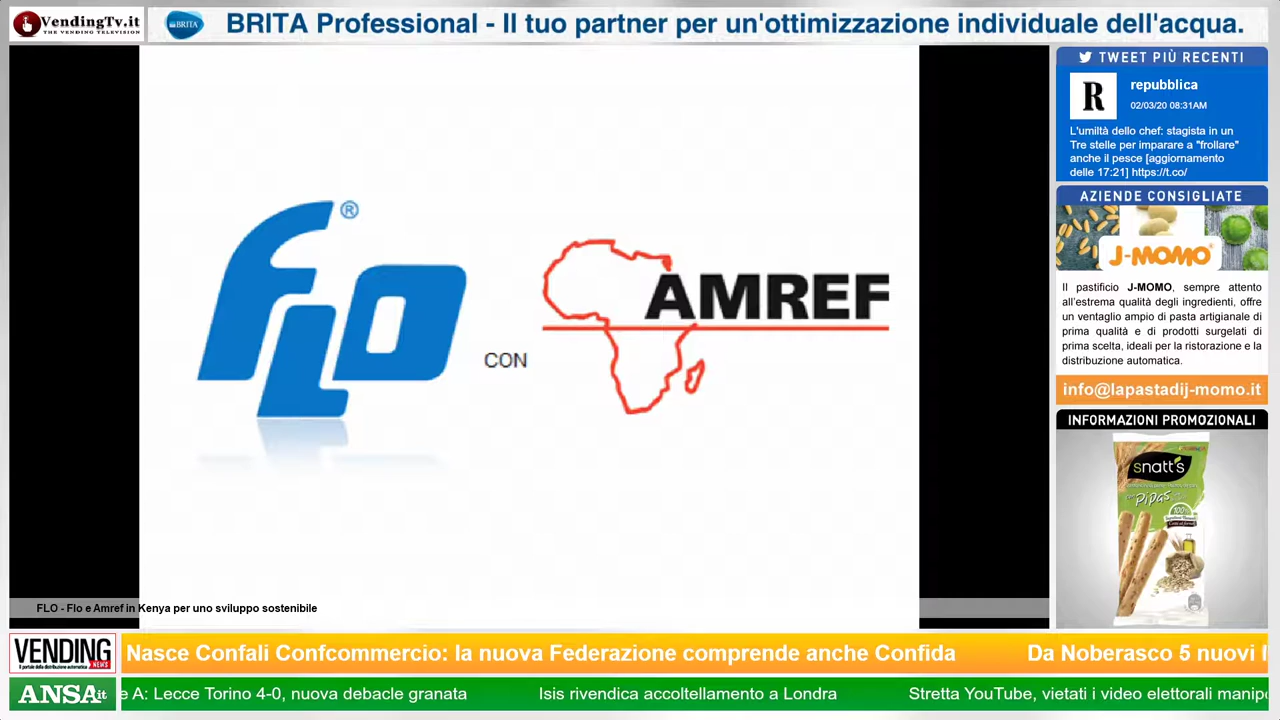 VendingTv.it
THE VENDING TELEVISION
BRITA
BRITA Professional - Il tuo partner per un'ottimizzazione individuale dell'acqua.
FLO®
CON
AMREF
FLO - Flo e Amref in Kenya per uno sviluppo sostenibile
TWEET PIÙ RECENTI
R
repubblica
02/03/20 08:31AM
L'umiltà dello chef: stagista in un
Tre stelle per imparare a "frollare"
anche il pesce [aggiornamento
delle 17:21] https://t.co/
AZIENDE CONSIGLIATE
J-MOMO®
Il pastificio J-MOMO, sempre attento
all'estrema qualità degli ingredienti, offre
un ventaglio ampio di pasta artigianale di
prima qualità e di prodotti surgelati di
prima scelta, ideali per la ristorazione e la
distribuzione automatica.
info@lapastadij-momo.it
INFORMAZIONI PROMOZIONALI
snatt's
Pipas
100%
VENDING
NEWS
Il portale della distribuzione automatica
Nasce Confali Confcommercio: la nuova Federazione comprende anche Confida
Da Noberasco 5 nuovi
ANSA.it
e A: Lecce Torino 4-0, nuova debacle granata
Isis rivendica accoltellamento a Londra
Stretta YouTube, vietati i video elettorali manipo